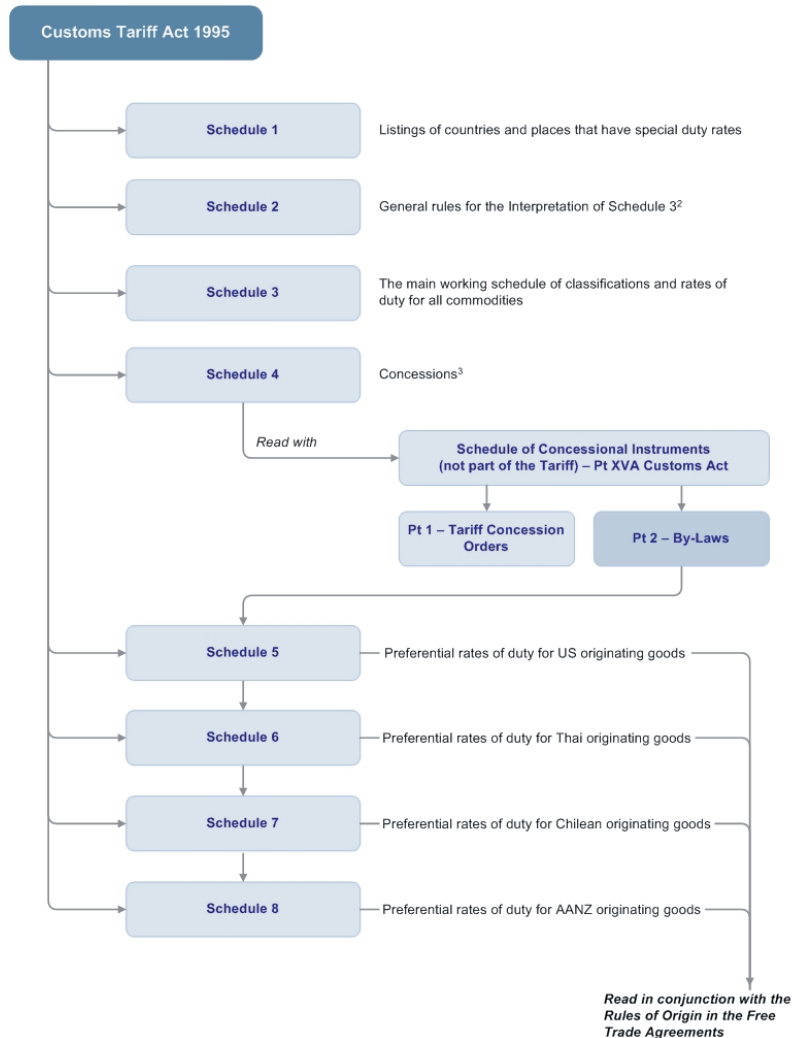 Customs Tariff Act 1995
Schedule 1
Listings of countries and places that have special duty rates
Schedule 2
General rules for the Interpretation of Schedule 3²
Schedule 3
The main working schedule of classifications and rates of
duty for all commodities
Schedule 4
Concessions³
Read with
Schedule of Concessional Instruments
(not part of the Tariff) – Pt XVA Customs Act
Pt 1 – Tariff Concession
Orders
Pt 2 – By-Laws
Schedule 5
Preferential rates of duty for US originating goods
Schedule 6
Preferential rates of duty for Thai originating goods
Schedule 7
Preferential rates of duty for Chilean originating goods
Schedule 8
Preferential rates of duty for AANZ originating goods
Read in conjunction with the
Rules of Origin in the Free
Trade Agreements